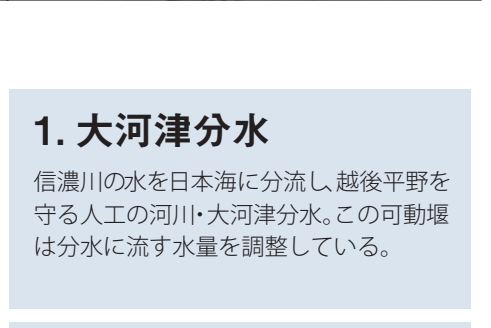 1. 大河津分水
信濃川の水を日本海に分流し、越後平野を
守る人工の河川・大河津分水。この可動堰
は分水に流す水量を調整している。